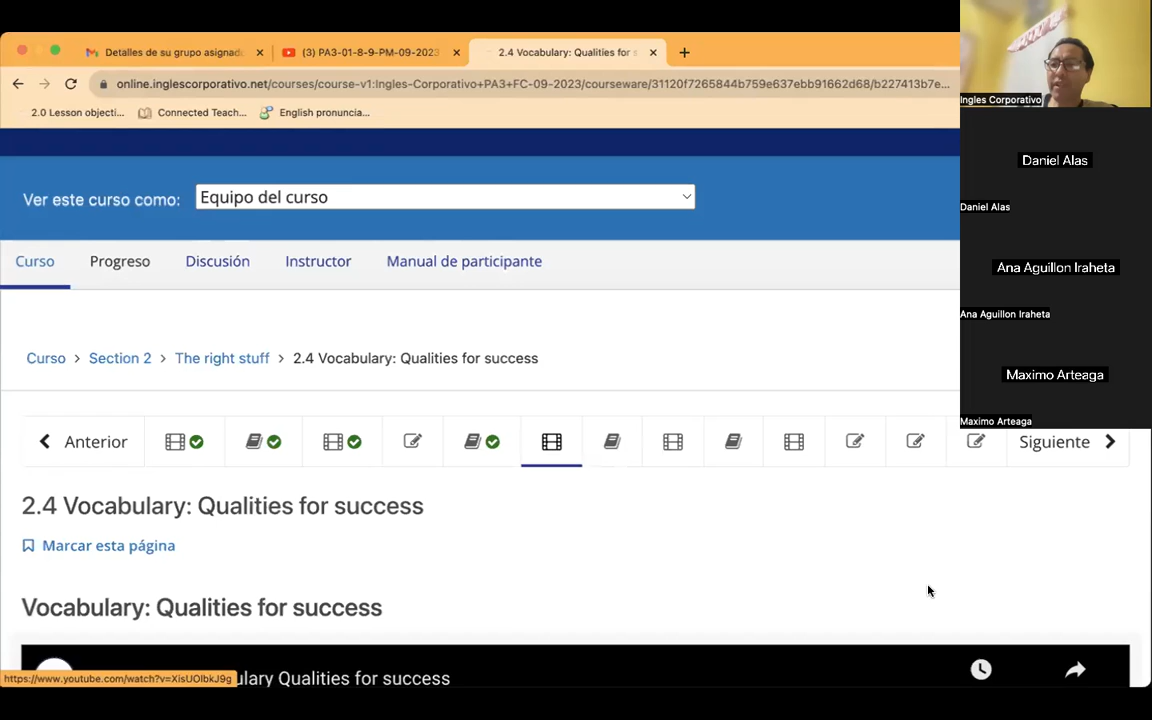 Detalles de su grupo asignad
(3) PA3-01-8-9-PM-09-2023
2.4 Vocabulary: Qualities for s
online.inglescorporativo.net/courses/course-v1:Ingles-Corporativo+PA3+FC-09-2023/courseware/31120f7265844b759e637ebb91662d68/b227413b7e...
2.0 Lesson objecti...
Connected Teach...
English pronuncia...
Ver este curso como:
Equipo del curso
Curso
Progreso
Discusión
Instructor
Manual de participante
Curso > Section 2 > The right stuff > 2.4 Vocabulary: Qualities for success
Anterior
Siguiente
2.4 Vocabulary: Qualities for success
Marcar esta página
Vocabulary: Qualities for success
ulary Qualities for success
https://www.youtube.com/watch?v=XisUOlbkJ9g
Ingles Corporativo
Daniel Alas
Daniel Alas
Ana Aguillon Iraheta
Ana Aguillon Iraheta
Maximo Arteaga
Maximo Arteaga